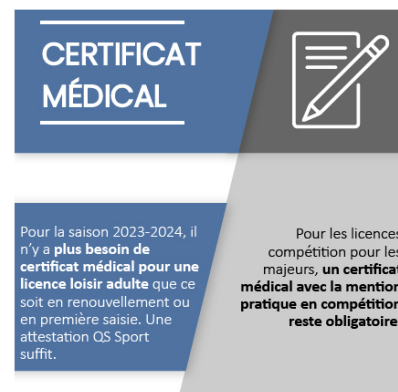 CERTIFICAT
MÉDICAL
Pour la saison 2023-2024, il
n'y a plus besoin de
certificat médical pour une
licence loisir adulte que ce
soit en renouvellement ou
en première saisie. Une
attestation QS Sport
suffit.
Pour les licences
compétition pour les
majeurs, un certificat
médical avec la mention
pratique en compétition
reste obligatoire